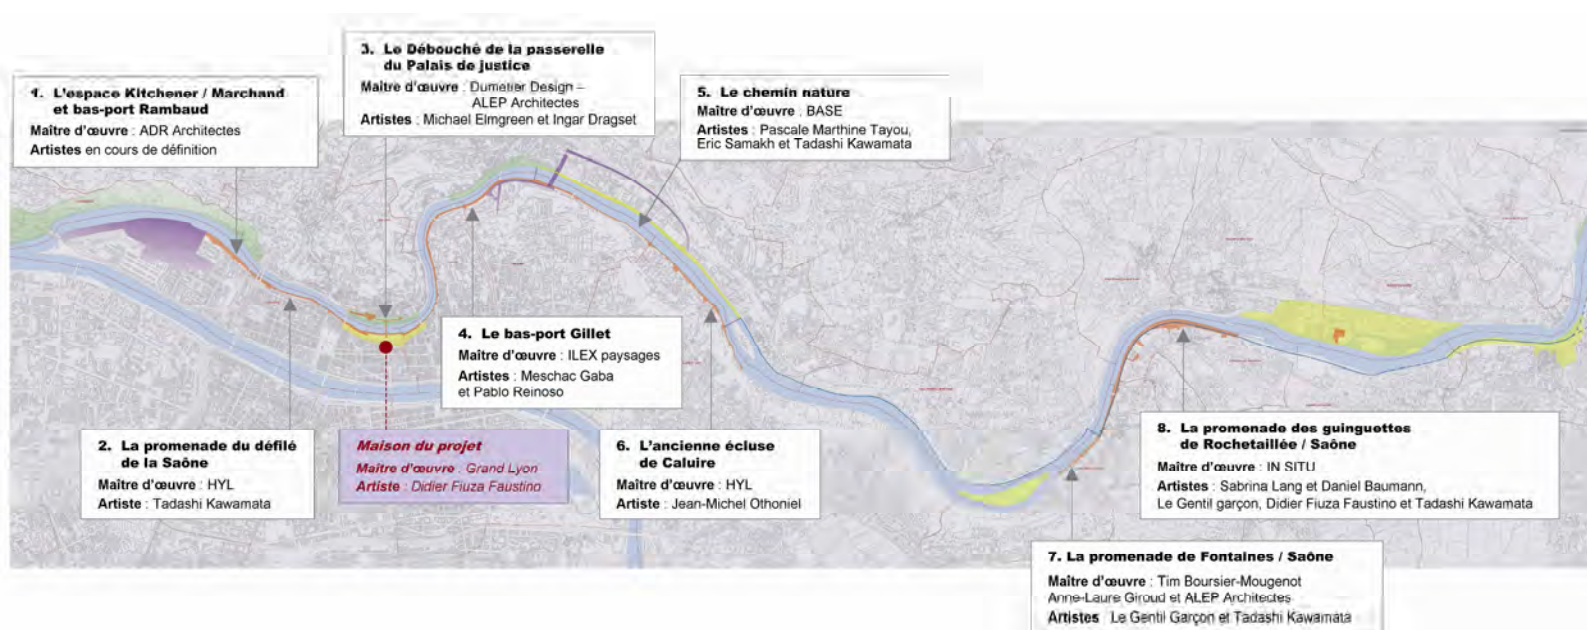 1. L'espace Kitchener / Marchand
et bas-port Rambaud
Maître d'œuvre : ADR Architectes
Artistes en cours de définition
3. Le Débouché de la passerelle
du Palais de justice
Maître d'œuvre : Dumetier Design –
ALEP Architectes
Artistes : Michael Elmgreen et Ingar Dragset
5. Le chemin nature
Maître d'œuvre : BASE
Artistes : Pascale Marthine Tayou,
Eric Samakh et Tadashi Kawamata
4. Le bas-port Gillet
Maître d'œuvre : ILEX paysages
Artistes : Meschac Gaba
et Pablo Reinoso
2. La promenade du défilé
de la Saône
Maître d'œuvre : HYL
Artiste : Tadashi Kawamata
Maison du projet
Maître d'œuvre : Grand Lyon
Artiste : Didier Fiuza Faustino
6. L'ancienne écluse
de Caluire
Maître d'œuvre : HYL
Artiste : Jean-Michel Othoniel
8. La promenade des guinguettes
de Rochetaillée / Saône
Maître d'œuvre : IN SITU
Artistes : Sabrina Lang et Daniel Baumann,
Le Gentil garçon, Didier Fiuza Faustino et Tadashi Kawamata
7. La promenade de Fontaines / Saône
Maître d'œuvre : Tim Boursier-Mougenot
Anne-Laure Giroud et ALEP Architectes
Artistes Le Gentil Garçon et Tadashi Kawamata